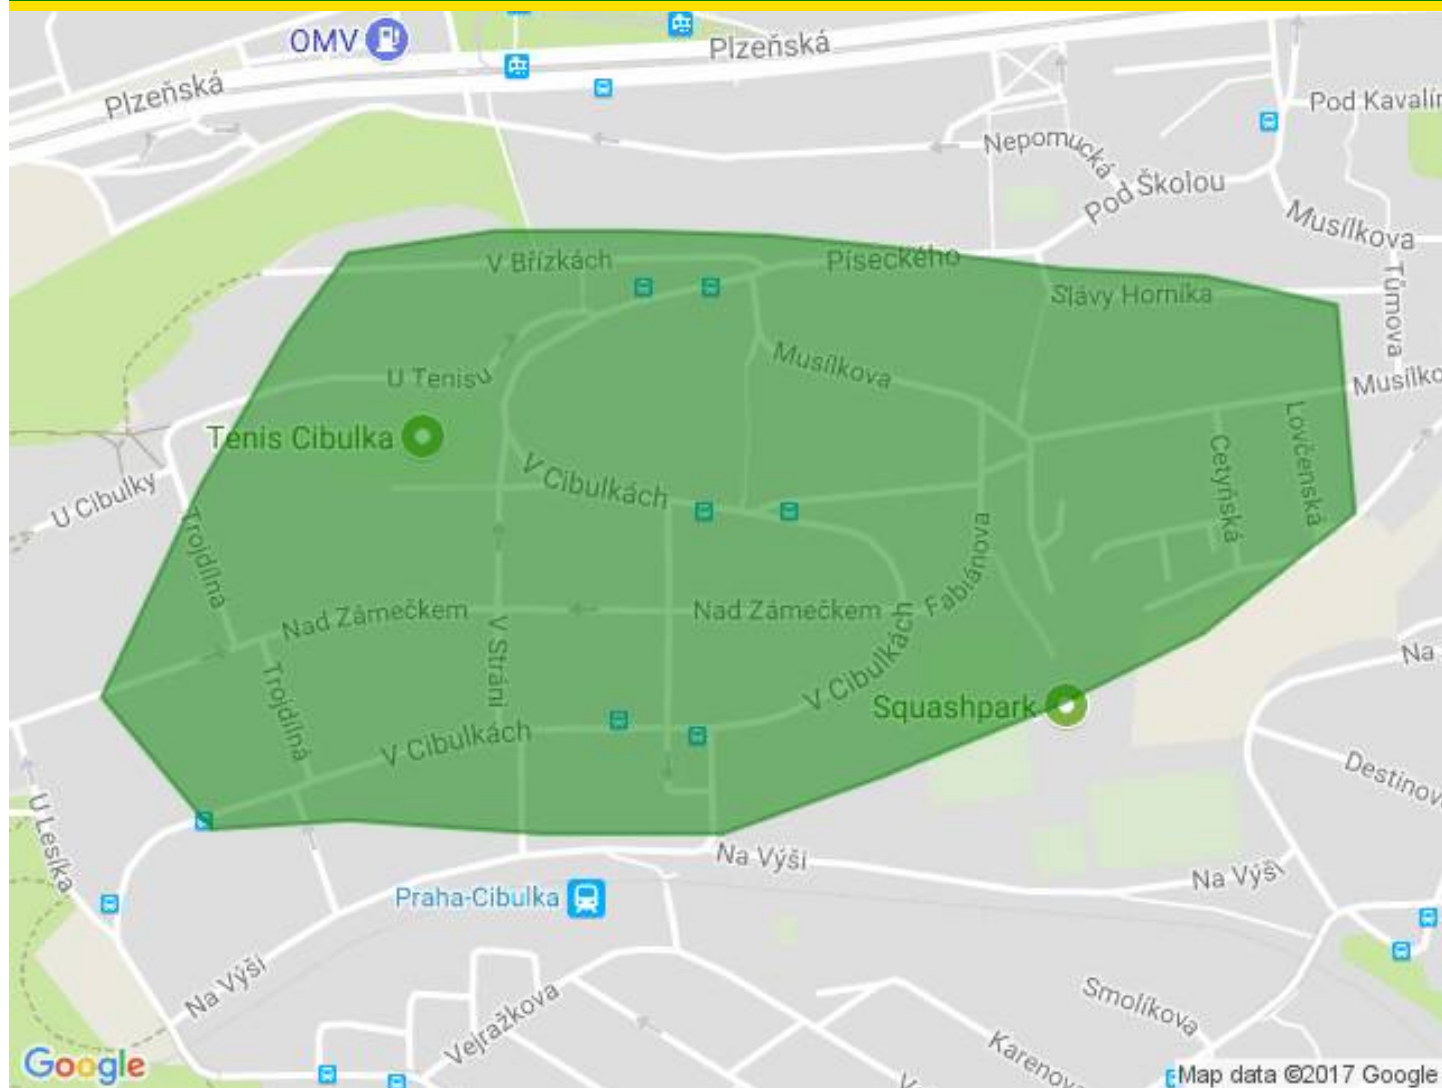 OMV
Plzeňská
Plzeňská
Pod Kavalír
Nepomucká
Pod Školou
Musílkova
V Břízkách
Píseckého
Slávy Horníka
Tůmova
Musílkova
U Tenisu
Musílko
Tenis Cibulka
Lovčenská
Cetyňská
V Cibulkách
U Cibulky
Trojdílná
Fabiánova
Nad Zámečkem
Nad Zámečkem
V Stráni
Na
Trojdílná
V Cibulkách
Squashpark
V Cibulkách
Destinov
U Lesíka
Na Výši
Na Výši
Praha-Cibulka
Na Výši
Vejražkova
Smolíkova
Karenova
V
Google
Map data ©2017 Google